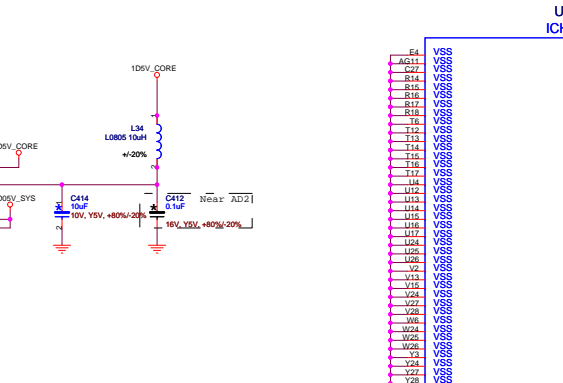 U
ICH
1D5V_CORE
L34
L0805 10uH
+/-20%
1
2
D5V_CORE
D05V_SYS
C414
10uF
10V, Y5V, +80%/-20%
1
2
C412
0.1uF
16V, Y5V, +80%/-20%
Near AD2
E4 VSS
AG11 VSS
C27 VSS
R14 VSS
R15 VSS
R16 VSS
R17 VSS
R18 VSS
T6 VSS
T12 VSS
T13 VSS
T14 VSS
T15 VSS
T16 VSS
T17 VSS
U4 VSS
U12 VSS
U13 VSS
U14 VSS
U15 VSS
U16 VSS
U17 VSS
U24 VSS
U25 VSS
U26 VSS
V2 VSS
V13 VSS
V15 VSS
V24 VSS
V27 VSS
V28 VSS
W6 VSS
W24 VSS
W25 VSS
W26 VSS
Y3 VSS
Y24 VSS
Y27 VSS
Y28 VSS